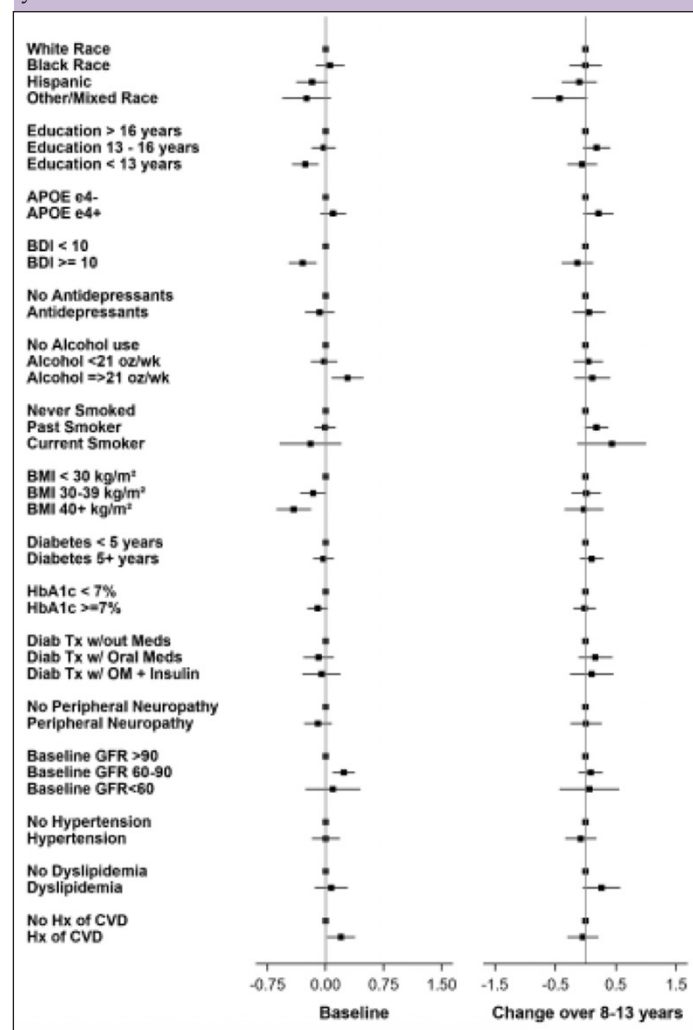 White Race
Black Race
Hispanic
Other/Mixed Race
Education > 16 years
Education 13 - 16 years
Education < 13 years
APOE e4-
APOE e4+
BDI < 10
BDI >= 10
No Antidepressants
Antidepressants
No Alcohol use
Alcohol <21 oz/wk
Alcohol =>21 oz/wk
Never Smoked
Past Smoker
Current Smoker
BMI < 30 kg/m²
BMI 30-39 kg/m²
BMI 40+ kg/m²
Diabetes < 5 years
Diabetes 5+ years
HbA1c < 7%
HbA1c >=7%
Diab Tx w/out Meds
Diab Tx w/ Oral Meds
Diab Tx w/ OM + Insulin
No Peripheral Neuropathy
Peripheral Neuropathy
Baseline GFR >90
Baseline GFR 60-90
Baseline GFR<60
No Hypertension
Hypertension
No Dyslipidemia
Dyslipidemia
No Hx of CVD
Hx of CVD
-0.75 0.00 0.75 1.50 -1.5 -0.5 0.5 1.5
Baseline Change over 8-13 years